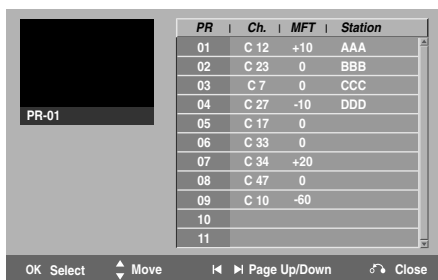 PR | Ch. | MFT | Station
01 C 12 +10 AAA
02 C 23 0 BBB
03 C 7 0 CCC
04 C 27 -10 DDD
PR-01
05 C 17 0
06 C 33 0
07 C 34 +20
08 C 47 0
09 C 10 -60
10
11
OK Select Move Page Up/Down Close